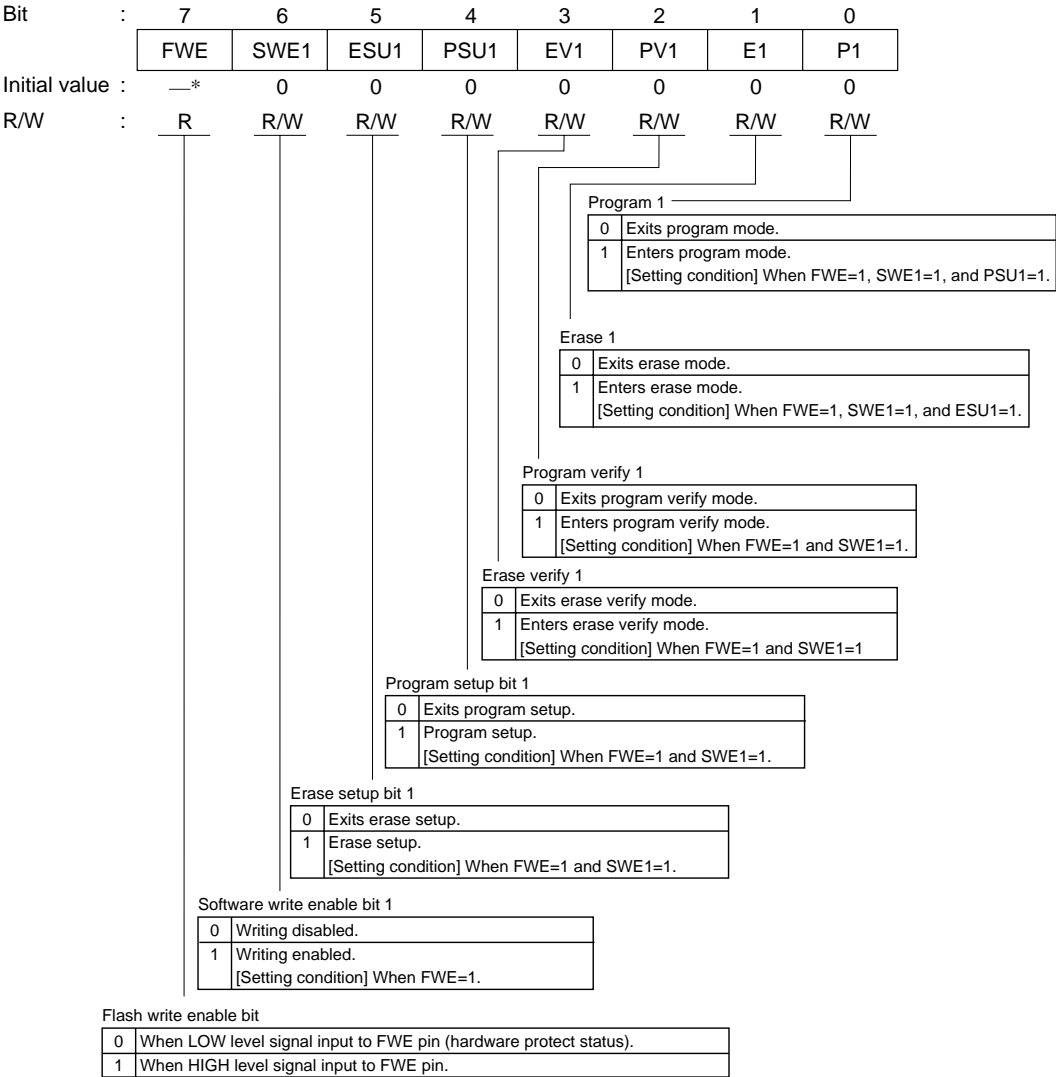 Bit : 7 6 5 4 3 2 1 0
FWE SWE1 ESU1 PSU1 EV1 PV1 E1 P1
Initial value : —* 0 0 0 0 0 0 0
R/W : R R/W R/W R/W R/W R/W R/W R/W
Program 1
0 Exits program mode.
1 Enters program mode.
[Setting condition] When FWE=1, SWE1=1, and PSU1=1.
Erase 1
0 Exits erase mode.
1 Enters erase mode.
[Setting condition] When FWE=1, SWE1=1, and ESU1=1.
Program verify 1
0 Exits program verify mode.
1 Enters program verify mode.
[Setting condition] When FWE=1 and SWE1=1.
Erase verify 1
0 Exits erase verify mode.
1 Enters erase verify mode.
[Setting condition] When FWE=1 and SWE1=1
Program setup bit 1
0 Exits program setup.
1 Program setup.
[Setting condition] When FWE=1 and SWE1=1.
Erase setup bit 1
0 Exits erase setup.
1 Erase setup.
[Setting condition] When FWE=1 and SWE1=1.
Software write enable bit 1
0 Writing disabled.
1 Writing enabled.
[Setting condition] When FWE=1.
Flash write enable bit
0 When LOW level signal input to FWE pin (hardware protect status).
1 When HIGH level signal input to FWE pin.